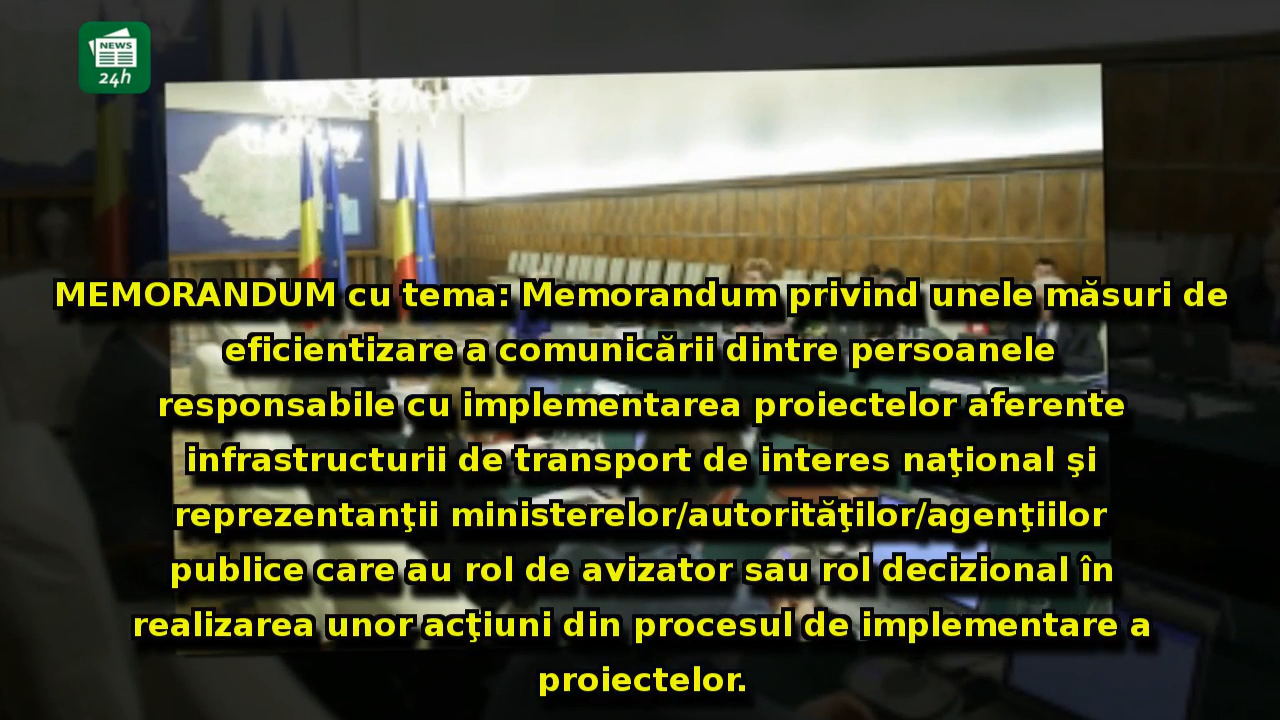 NEWS
24h
MEMORANDUM cu tema: Memorandum privind unele măsuri de
eficientizare a comunicării dintre persoanele
responsabile cu implementarea proiectelor aferente
infrastructurii de transport de interes naţional şi
reprezentanţii ministerelor/autorităţilor/agenţiilor
publice care au rol de avizator sau rol decizional în
realizarea unor acţiuni din procesul de implementare a
proiectelor.